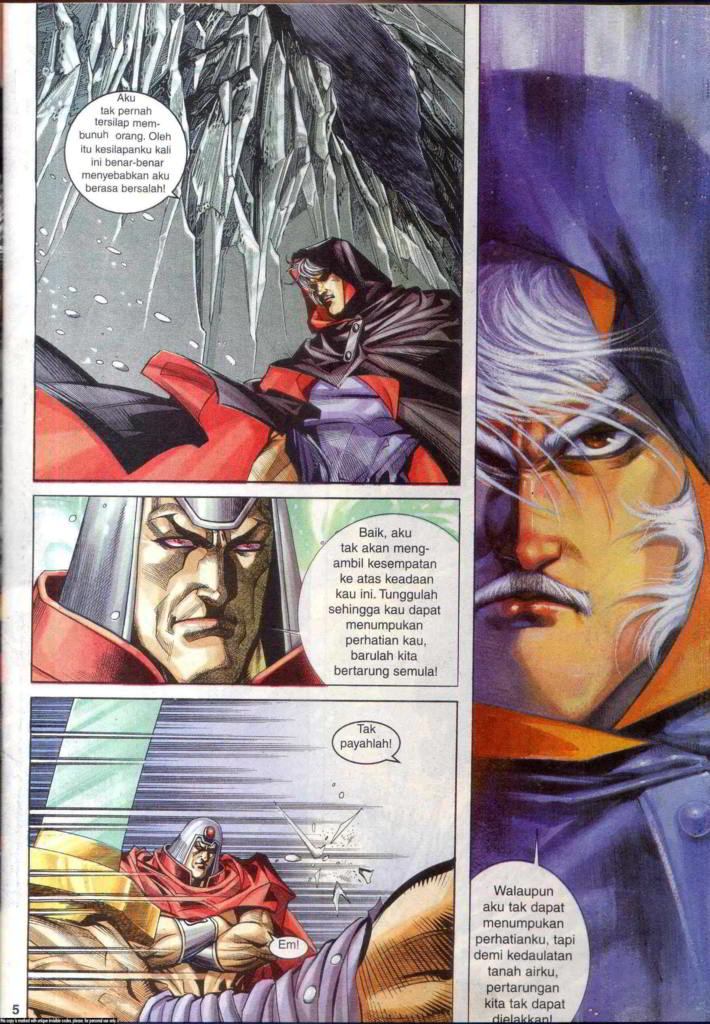 Aku
tak pernah
tersilap mem-
bunuh orang. Oleh
itu kesilapanku kali
ini benar-benar
menyebabkan aku
berasa bersalah!
Baik, aku
tak akan meng-
ambil kesempatan
ke atas keadaan
kau ini. Tunggulah
sehingga kau dapat
menumpukan
perhatian kau,
barulah kita
bertarung semula!
Tak
payahlah!
Em!
Walaupun
aku tak dapat
menumpukan
perhatianku, tapi
demi kedaulatan
tanah airku,
pertarungan
kita tak dapat
dielakkan!
5